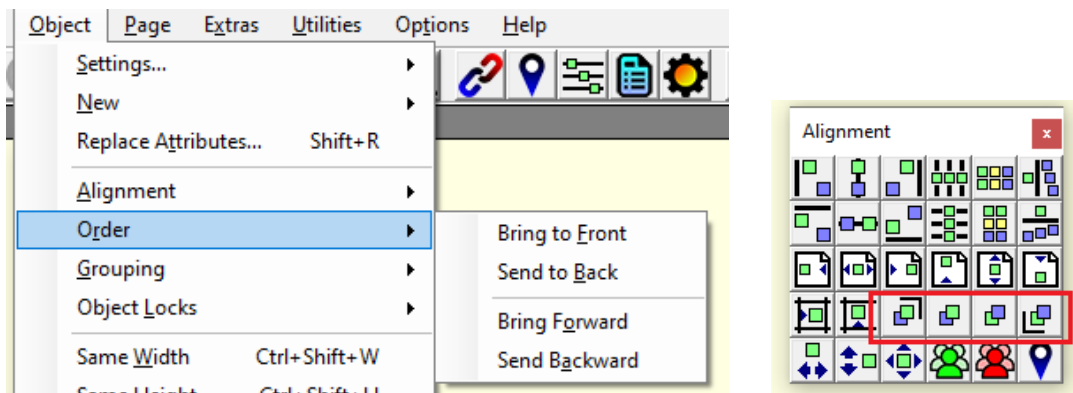 Object Page Extras Utilities Options Help
Settings...
New
Replace Attributes... Shift+R
Alignment
Order
Grouping
Object Locks
Same Width Ctrl+Shift+W
Bring to Front
Send to Back
Bring Forward
Send Backward
Alignment
x